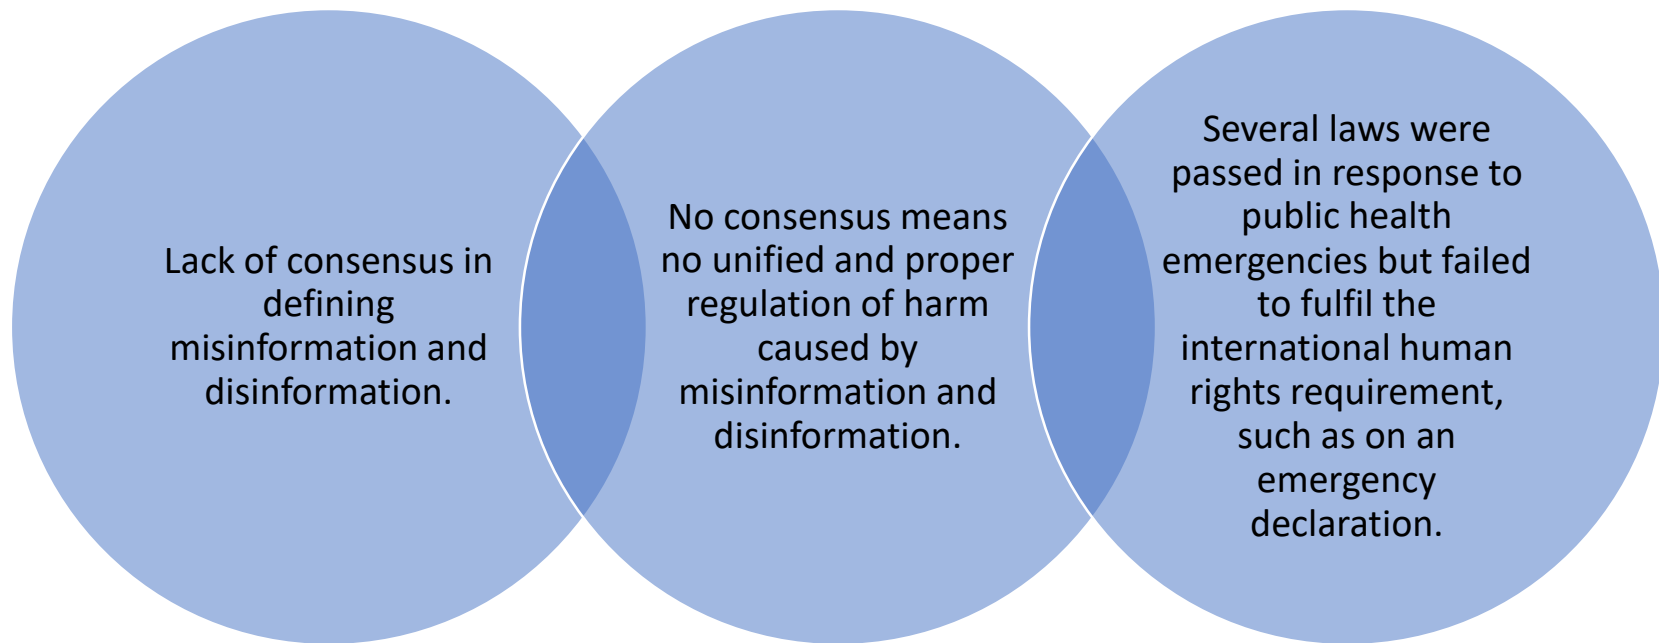 Lack of consensus in
defining
misinformation and
disinformation.
No consensus means
no unified and proper
regulation of harm
caused by
misinformation and
disinformation.
Several laws were
passed in response to
public health
emergencies but failed
to fulfil the
international human
rights requirement,
such as on an
emergency
declaration.